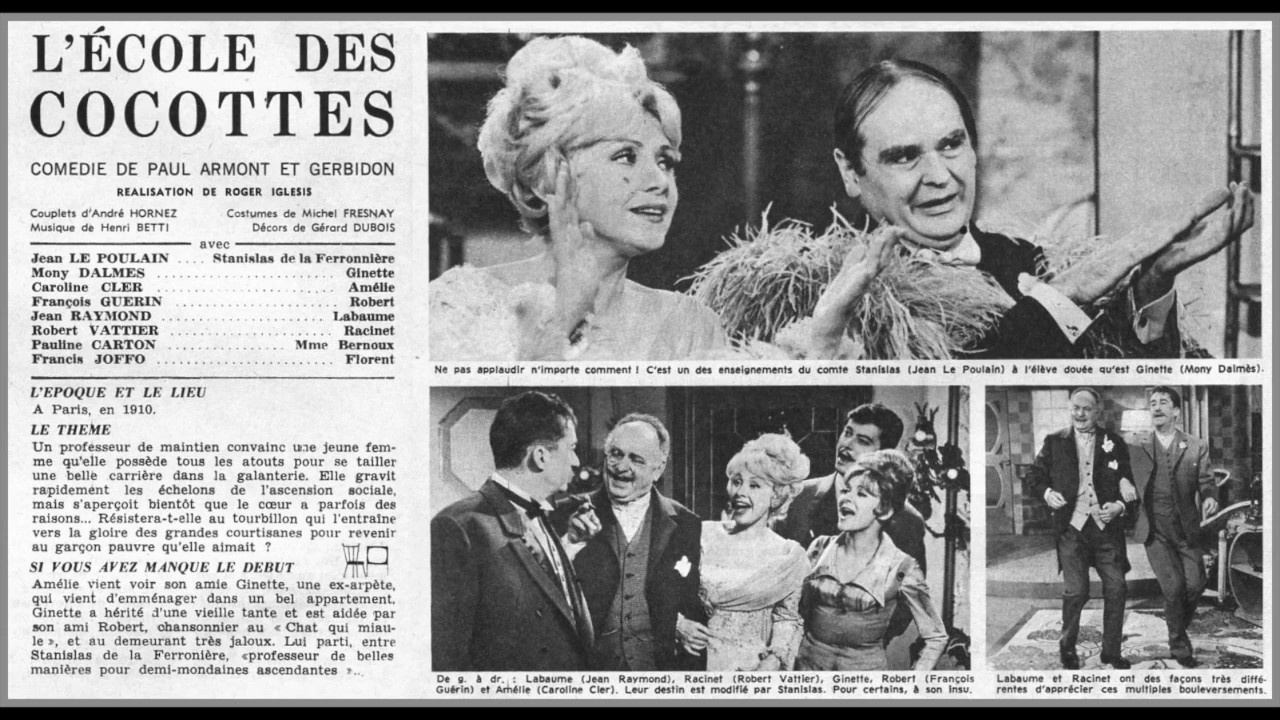 L'ÉCOLE DES
COCOTTES
COMEDIE DE PAUL ARMONT ET GERBIDON
REALISATION DE ROGER IGLESIS
Couplets d'André HORNEZ Costumes de Michel FRESNAY
Musique de Henri BETTI Décors de Gérard DUBOIS
avec
Jean LE POULAIN .... Stanislas de la Ferronnière
Mony DALMES ........................ Ginette
Caroline CLER ........................ Amélie
François GUERIN ........................ Robert
Jean RAYMOND ........................ Labaume
Robert VATTIER ........................ Racinet
Pauline CARTON .................... Mme Bernoux
Francis JOFFO ........................ Florent
L'EPOQUE ET LE LIEU
A Paris, en 1910.
LE THEME
Un professeur de maintien convainc une jeune fem-
me qu'elle possède tous les atouts pour se tailler
une belle carrière dans la galanterie. Elle gravit
rapidement les échelons de l'ascension sociale,
mais s'aperçoit bientôt que le cœur a parfois des
raisons... Résistera-t-elle au tourbillon qui l'entraîne
vers la gloire des grandes courtisanes pour revenir
au garçon pauvre qu'elle aimait ?
SI VOUS AVEZ MANQUE LE DEBUT
Amélie vient voir son amie Ginette, une ex-arpète,
qui vient d'emménager dans un bel appartement.
Ginette a hérité d'une vieille tante et est aidée par
son ami Robert, chansonnier au « Chat qui miau-
le », et au demeurant très jaloux. Lui parti, entre
Stanislas de la Ferronière, «professeur de belles
manières pour demi-mondaines ascendantes »...
Ne pas applaudir n'importe comment ! C'est un des enseignements du comte Stanislas (Jean Le Poulain) à l'élève douée qu'est Ginette (Mony Dalmès).
De g. à dr. : Labaume (Jean Raymond), Racinet (Robert Vattier), Ginette, Robert (François
Guérin) et Amélie (Caroline Cler). Leur destin est modifié par Stanislas. Pour certains, à son insu.
Labaume et Racinet ont des façons très diffé-
rentes d'apprécier ces multiples bouleversements.